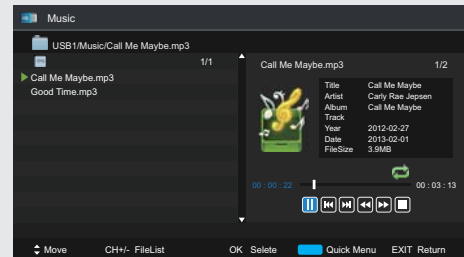 Music
USB1/Music/Call Me Maybe.mp3
1/1
Call Me Maybe.mp3
Good Time.mp3
Call Me Maybe.mp3 1/2
Title Call Me Maybe
Artist Carly Rae Jepsen
Album Call Me Maybe
Track
Year 2012-02-27
Date 2013-02-01
FileSize 3.9MB
00 : 00 : 22 00 : 03 : 13
Move CH+/- FileList OK Selete Quick Menu EXIT Return